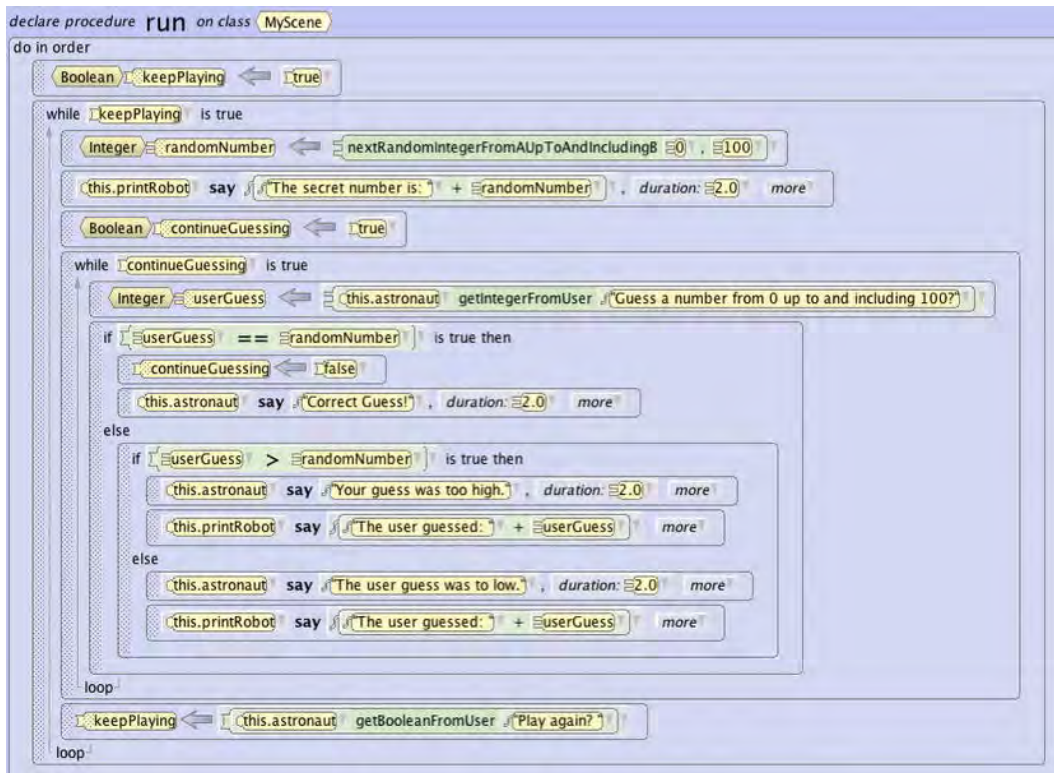 declare procedure run on class MyScene
do in order
Boolean keepPlaying true
while keepPlaying is true
Integer randomNumber nextRandomIntegerFromAUpToAndIncludingB 0 , 100
this.printRobot say "The secret number is: " + randomNumber , duration: 2.0 more
Boolean continueGuessing true
while continueGuessing is true
Integer userGuess this.astronaut getIntegerFromUser "Guess a number from 0 up to and including 100?"
if userGuess == randomNumber is true then
continueGuessing false
this.astronaut say "Correct Guess!" , duration: 2.0 more
else
if userGuess > randomNumber is true then
this.astronaut say "Your guess was too high." , duration: 2.0 more
this.printRobot say "The user guessed: " + userGuess more
else
this.astronaut say "The user guess was to low." , duration: 2.0 more
this.printRobot say "The user guessed: " + userGuess more
loop
keepPlaying this.astronaut getBooleanFromUser "Play again? "
loop